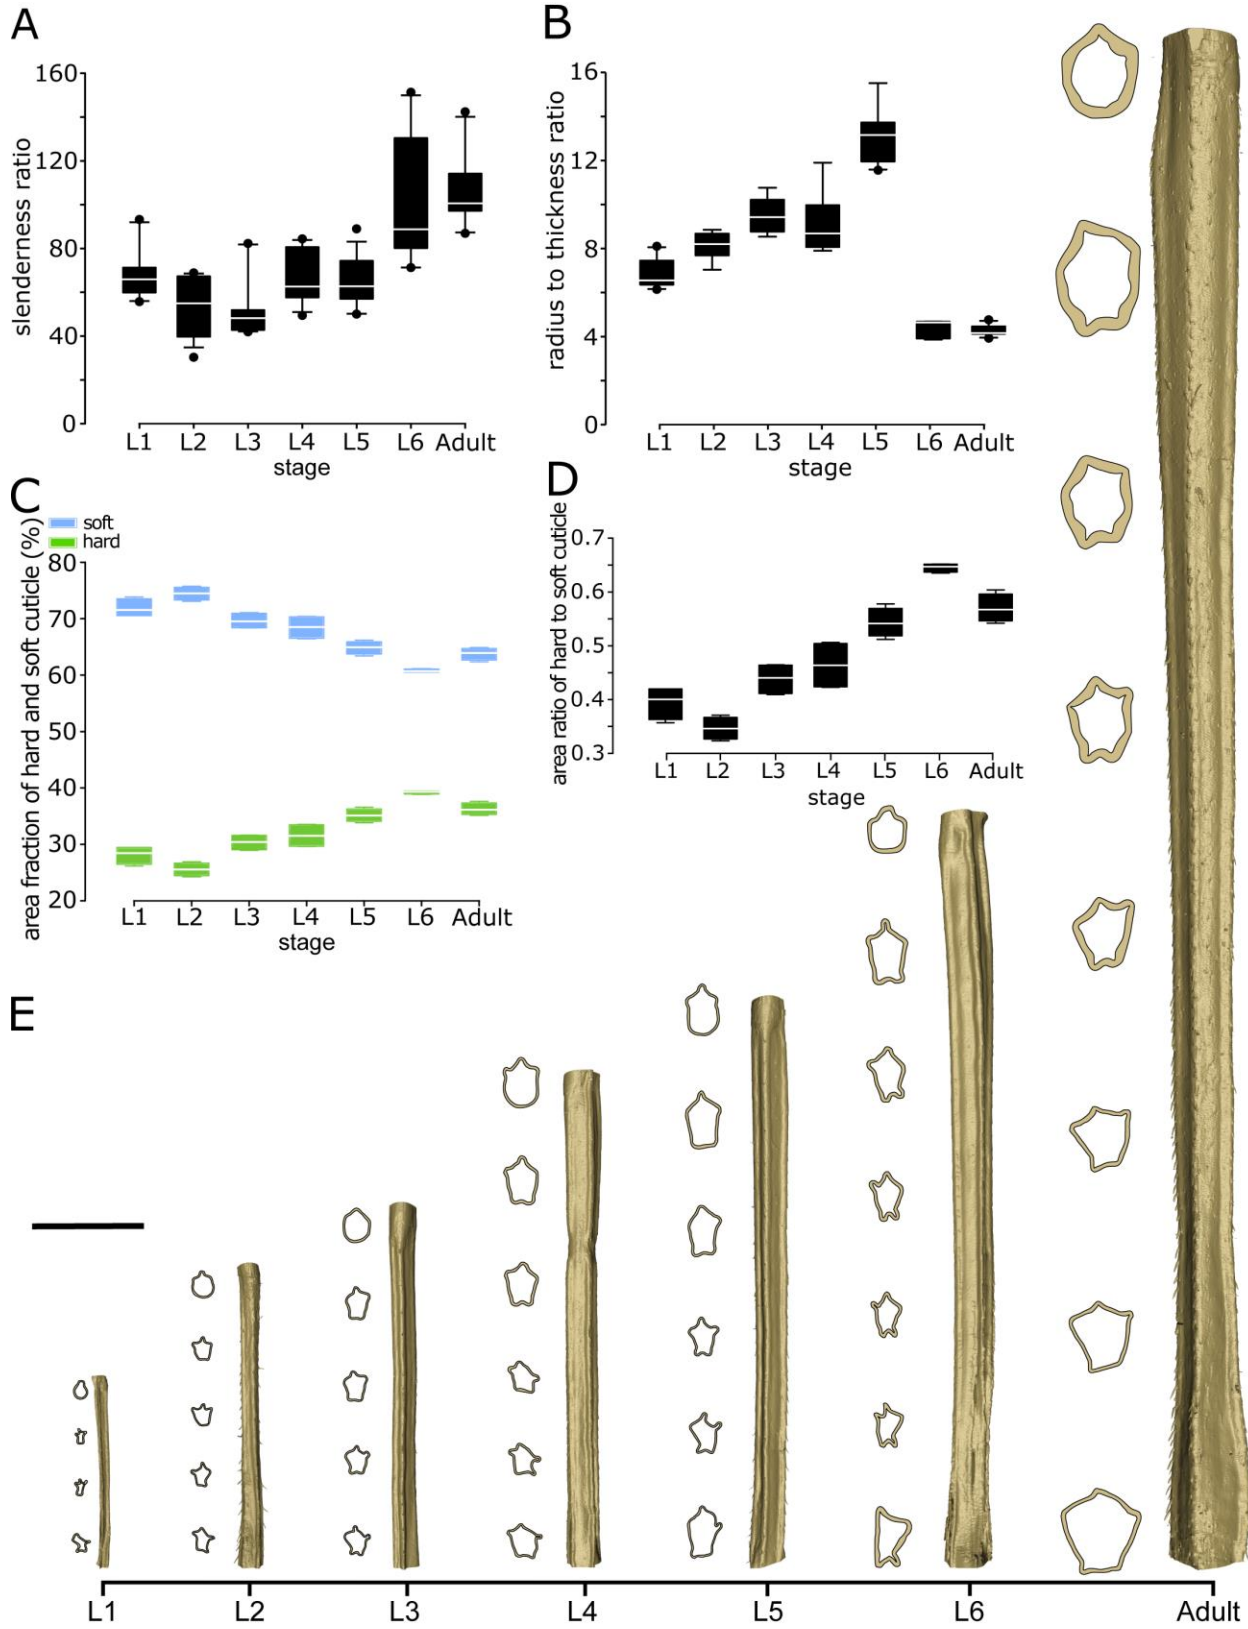 A
slenderness ratio
160
120
80
40
0
L1 L2 L3 L4 L5 L6 Adult
stage
B
radius to thickness ratio
16
12
8
4
0
L1 L2 L3 L4 L5 L6 Adult
stage
C
soft
hard
area fraction of hard and soft cuticle (%)
80
70
60
50
40
30
20
L1 L2 L3 L4 L5 L6 Adult
stage
D
area ratio of hard to soft cuticle
0.7
0.6
0.5
0.4
0.3
L1 L2 L3 L4 L5 L6 Adult
stage
E
L1 L2 L3 L4 L5 L6 Adult